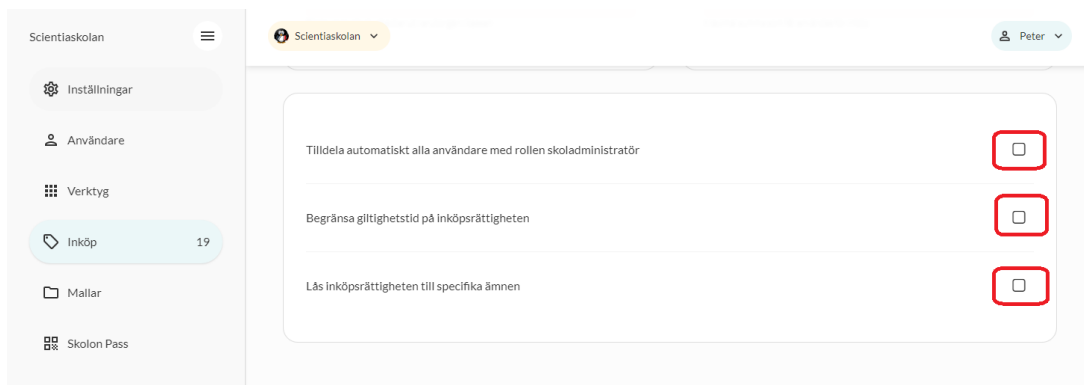 Scientiaskolan
Inställningar
Användare
Verktyg
Inköp 19
Mallar
Skolon Pass
Scientiaskolan
Peter
Tilldela automatiskt alla användare med rollen skoladministratör
Begränsa giltighetstid på inköpsrättigheten
Lås inköpsrättigheten till specifika ämnen